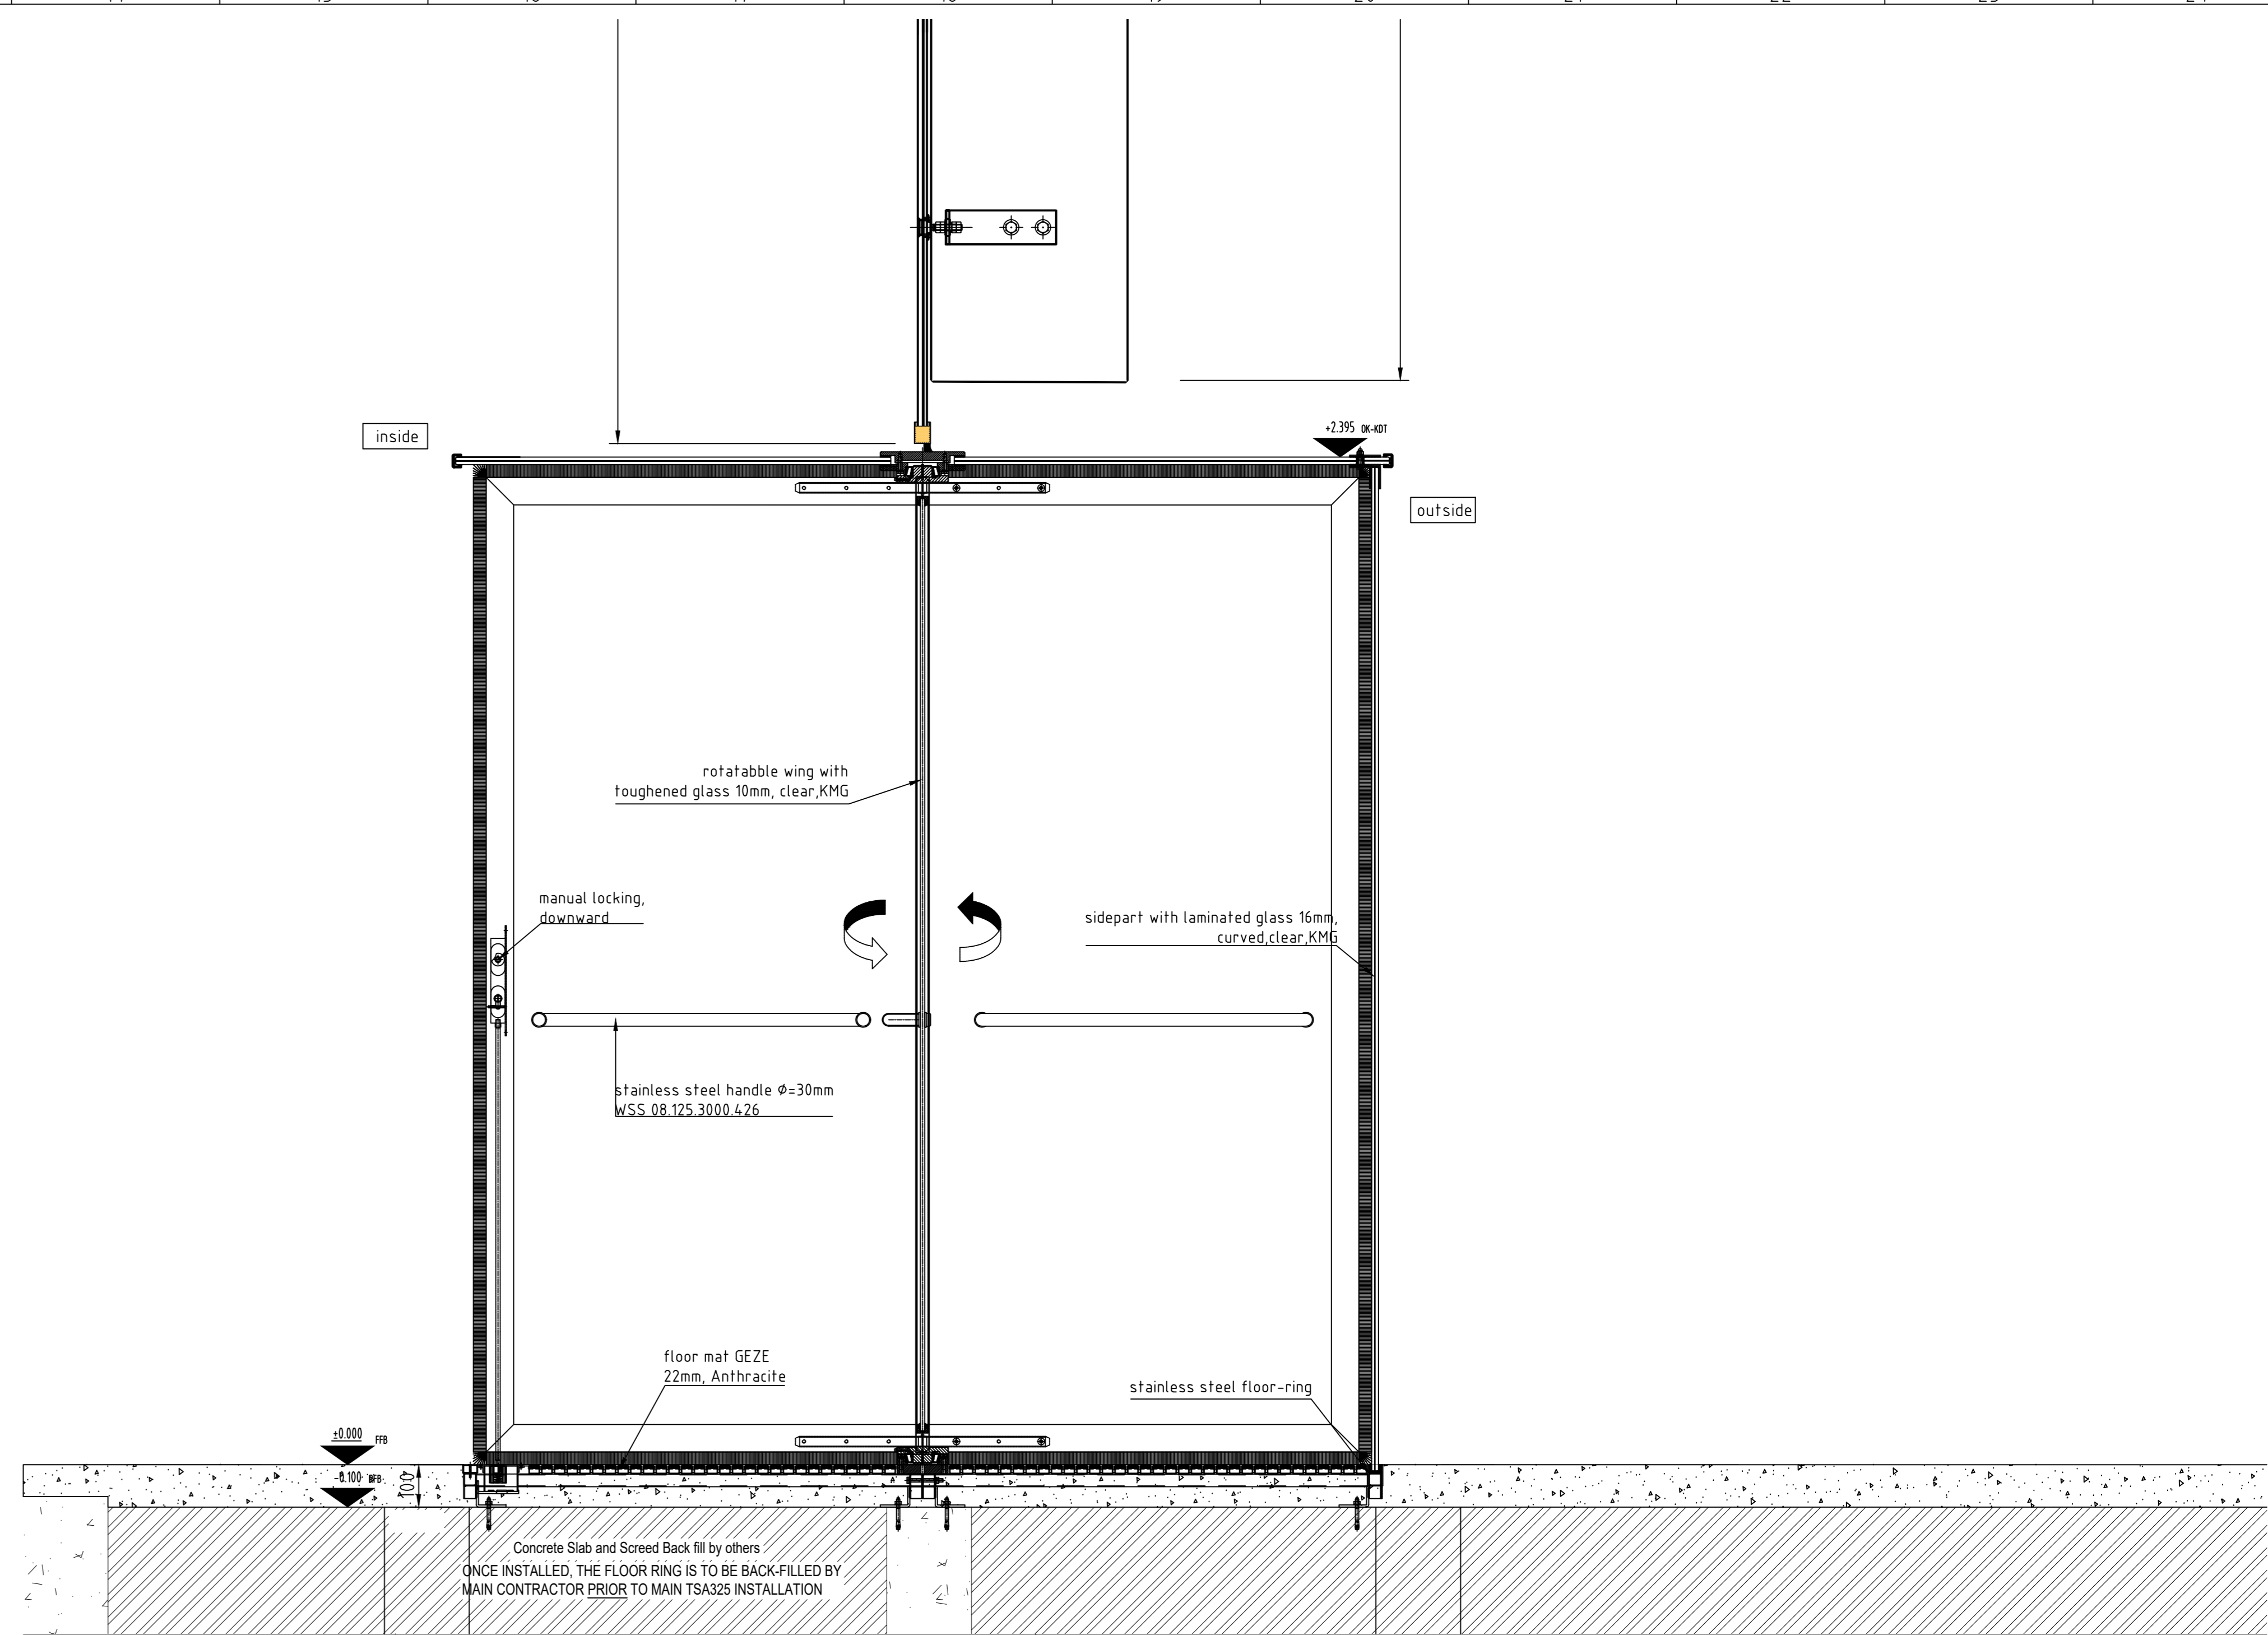 inside
+2.395 OK-KDT
outside
rotatabble wing with
toughened glass 10mm, clear,KMG
manual locking,
downward
sidepart with laminated glass 16mm,
curved,clear,KMG
stainless steel handle Ø=30mm
WSS 08.125.3000.426
floor mat GEZE
22mm, Anthracite
stainless steel floor-ring
±0.000 FFB
-0.100
Concrete Slab and Screed Back fill by others
ONCE INSTALLED, THE FLOOR RING IS TO BE BACK-FILLED BY
MAIN CONTRACTOR PRIOR TO MAIN TSA325 INSTALLATION